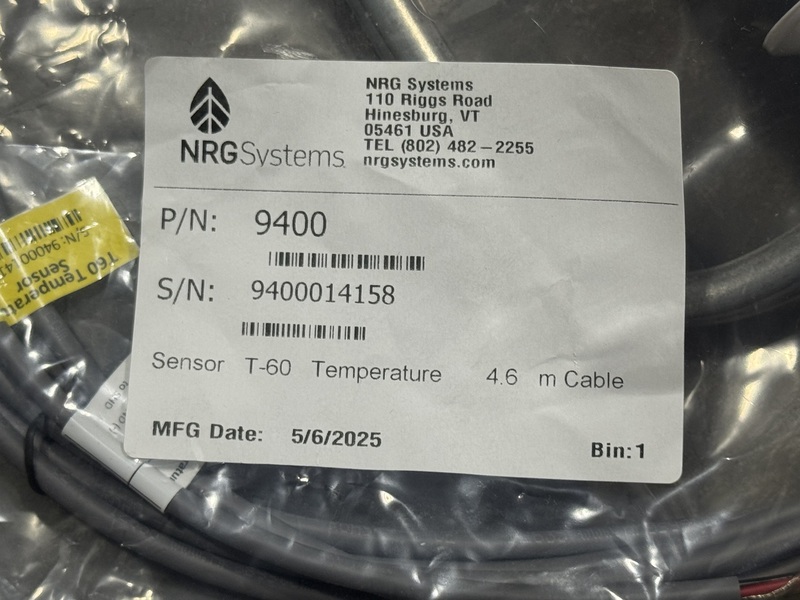 NRGSystems
NRG Systems
110 Riggs Road
Hinesburg, VT
05461 USA
TEL (802) 482-2255
nrgsystems.com
P/N: 9400
S/N: 9400014158
Sensor T-60 Temperature 4.6 m Cable
MFG Date: 5/6/2025
Bin:1
T60 Temperat
Sensor
S/N: 94000141